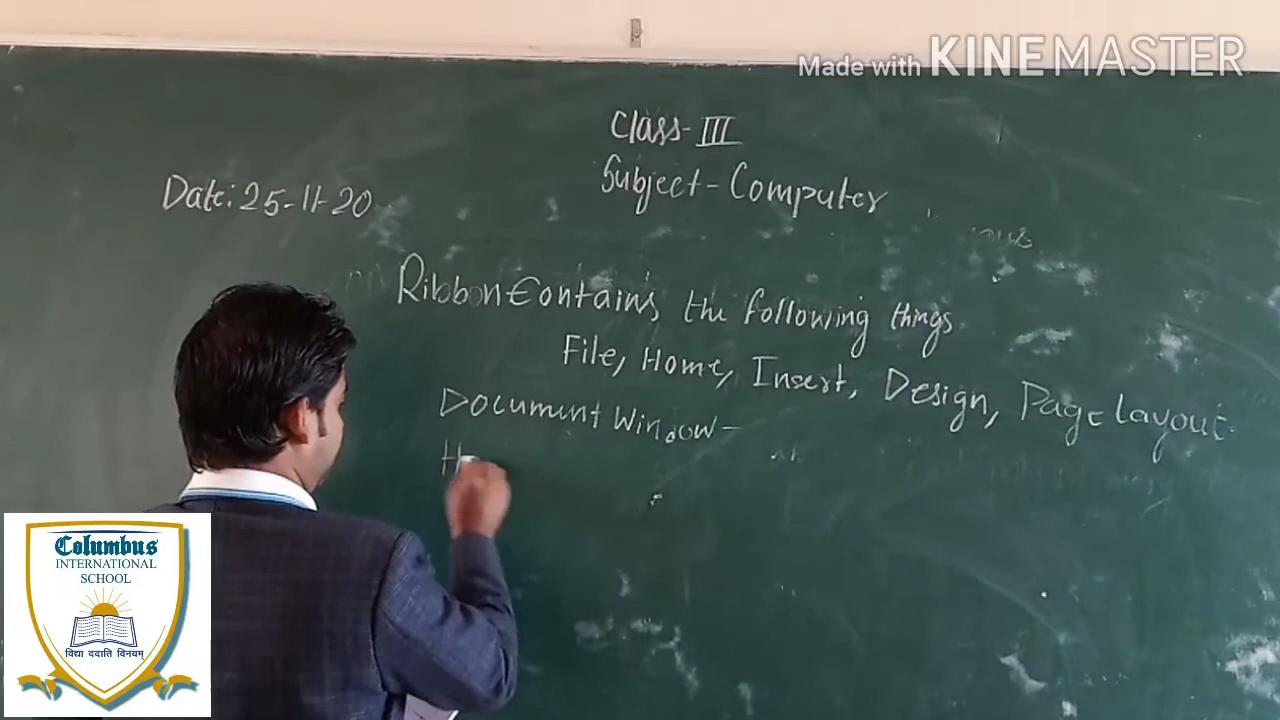 Made with KINEMASTER
Class-III
Subject-Computer
Date: 25-11-20
Ribbon Contains the following things
File, Home, Insert, Design, Page Layout.
Document Window-
H
Columbus
INTERNATIONAL
SCHOOL
विद्या ददाति विनयम्